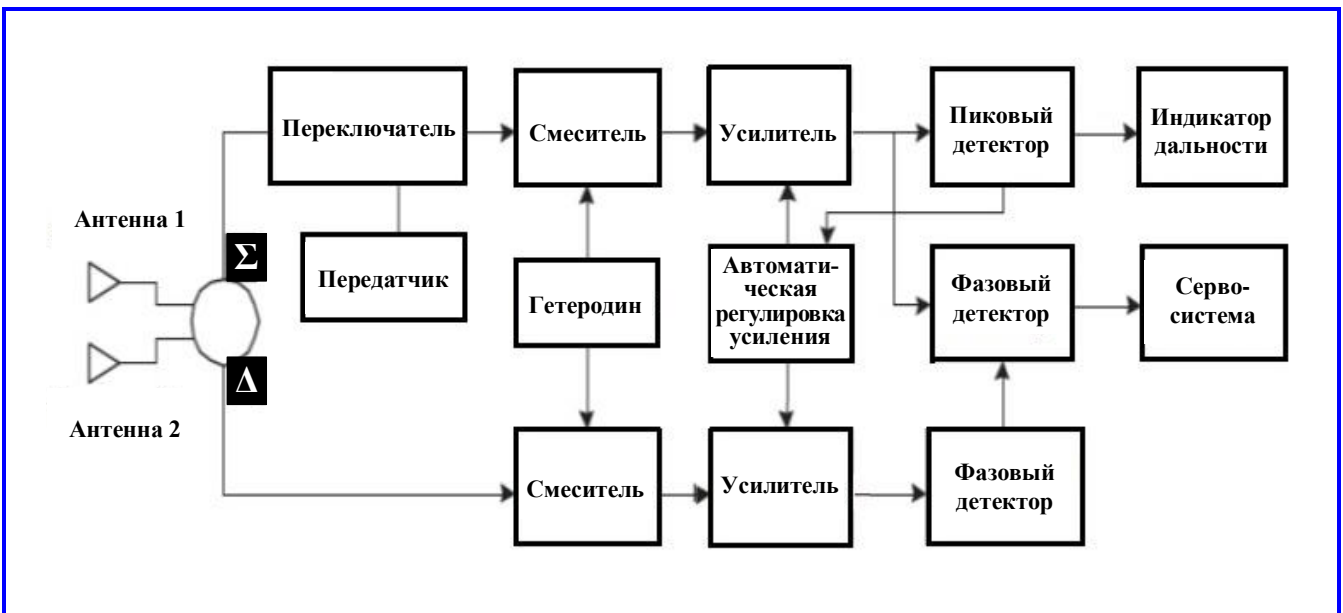 Переключатель
Смеситель
Усилитель
Пиковый
детектор
Индикатор
дальности
Антенна 1
Σ
Передатчик
Гетеродин
Автомати-
ческая
регулировка
усиления
Фазовый
детектор
Серво-
система
Δ
Антенна 2
Смеситель
Усилитель
Фазовый
детектор